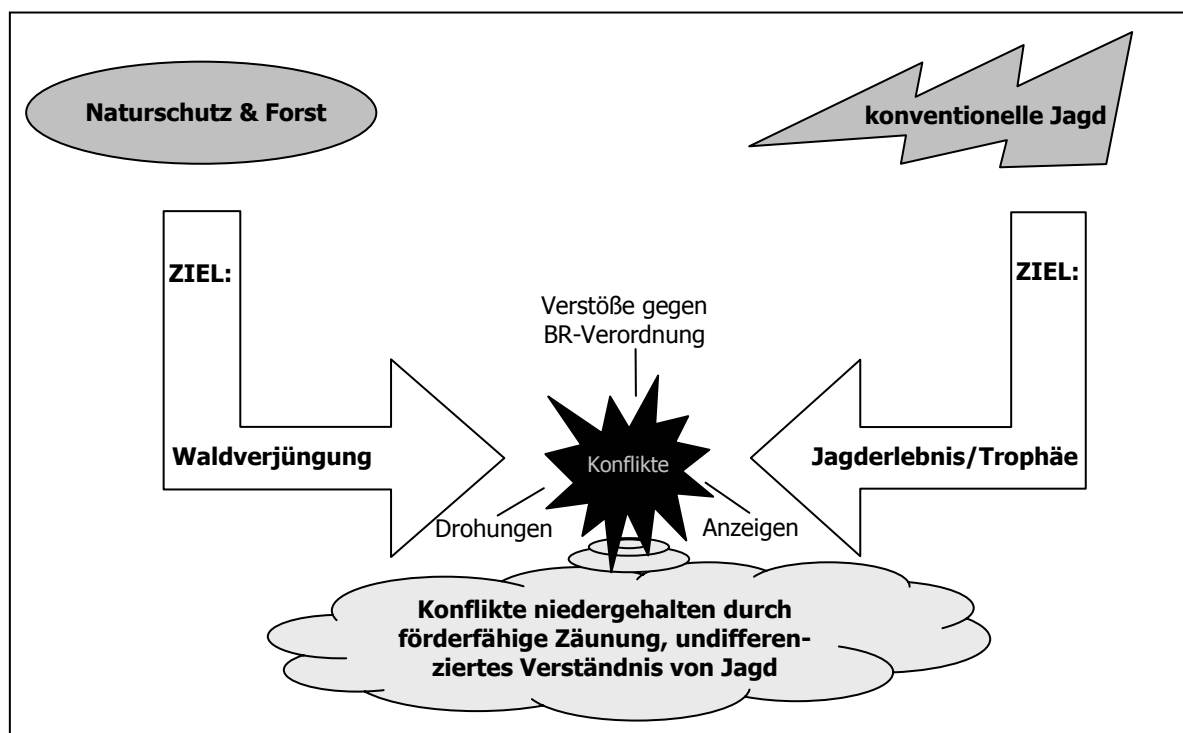 Naturschutz & Forst
konventionelle Jagd
ZIEL:
ZIEL:
Verstöße gegen
BR-Verordnung
Waldverjüngung
Konflikte
Jagderlebnis/Trophäe
Drohungen
Anzeigen
Konflikte niedergehalten durch
förderfähige Zäunung, undifferen-
ziertes Verständnis von Jagd